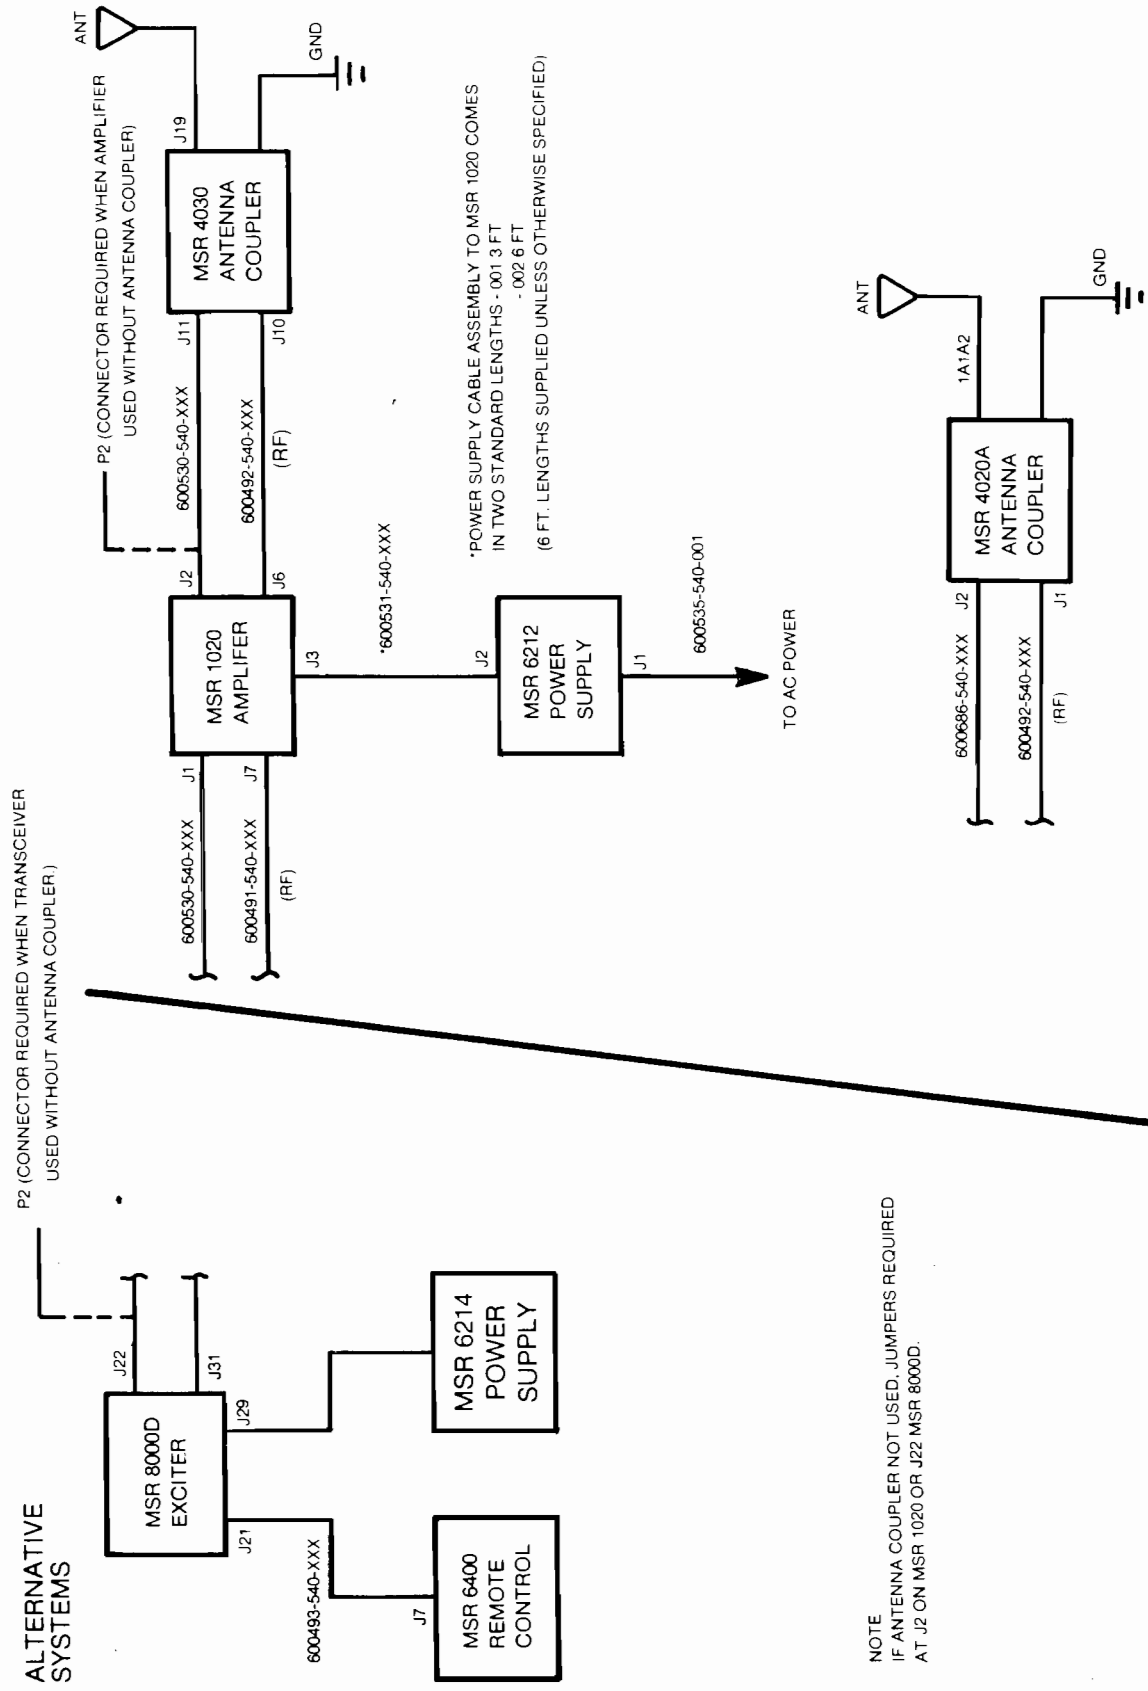 ALTERNATIVE
SYSTEMS
P2 (CONNECTOR REQUIRED WHEN TRANSCEIVER
USED WITHOUT ANTENNA COUPLER.)
J22
J31
MSR 8000D
EXCITER
J21
J29
600493-540-XXX
J7
MSR 6400
REMOTE
CONTROL
MSR 6214
POWER
SUPPLY
NOTE
IF ANTENNA COUPLER NOT USED, JUMPERS REQUIRED
AT J2 ON MSR 1020 OR J22 MSR 8000D.
P2 (CONNECTOR REQUIRED WHEN AMPLIFIER
USED WITHOUT ANTENNA COUPLER)
600530-540-XXX
J1
600491-540-XXX
J7
(RF)
MSR 1020
AMPLIFER
J2
J6
J3
600530-540-XXX
J11
600492-540-XXX
J10
(RF)
MSR 4030
ANTENNA
COUPLER
J19
ANT
GND
*600531-540-XXX
J2
MSR 6212
POWER
SUPPLY
J1
600535-540-001
TO AC POWER
*POWER SUPPLY CABLE ASSEMBLY TO MSR 1020 COMES
IN TWO STANDARD LENGTHS - 001 3 FT
- 002 6 FT
(6 FT. LENGTHS SUPPLIED UNLESS OTHERWISE SPECIFIED)
600686-540-XXX
J2
600492-540-XXX
J1
(RF)
MSR 4020A
ANTENNA
COUPLER
1A1A2
ANT
GND